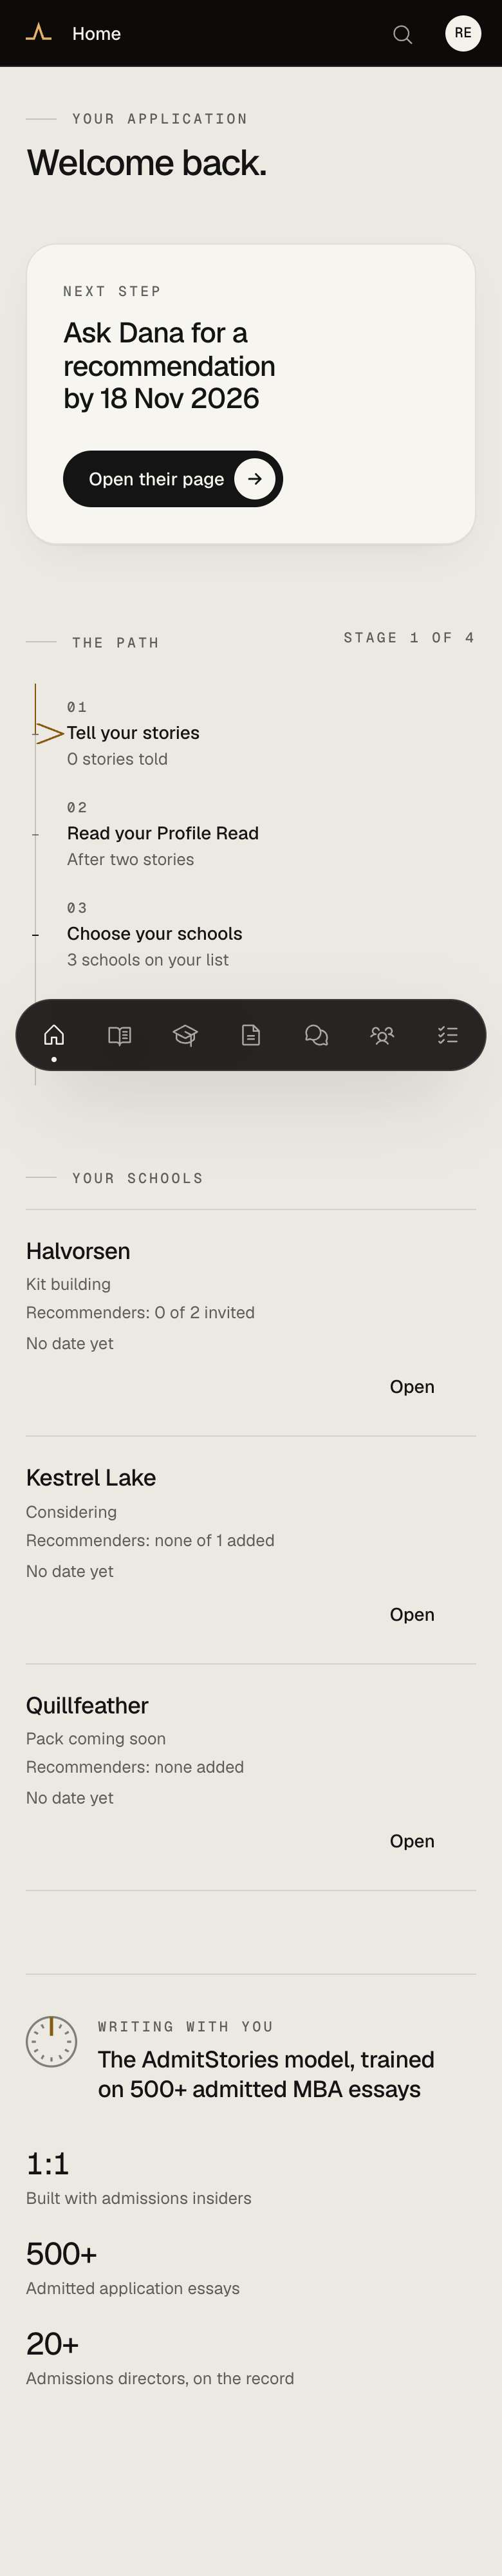 Home
RE
YOUR APPLICATION
Welcome back.
NEXT STEP
Ask Dana for a
recommendation
by 18 Nov 2026
Open their page
THE PATH
STAGE 1 OF 4
01
Tell your stories
0 stories told
02
Read your Profile Read
After two stories
03
Choose your schools
3 schools on your list
YOUR SCHOOLS
Halvorsen
Kit building
Recommenders: 0 of 2 invited
No date yet
Open
Kestrel Lake
Considering
Recommenders: none of 1 added
No date yet
Open
Quillfeather
Pack coming soon
Recommenders: none added
No date yet
Open
WRITING WITH YOU
The AdmitStories model, trained
on 500+ admitted MBA essays
1:1
Built with admissions insiders
500+
Admitted application essays
20+
Admissions directors, on the record